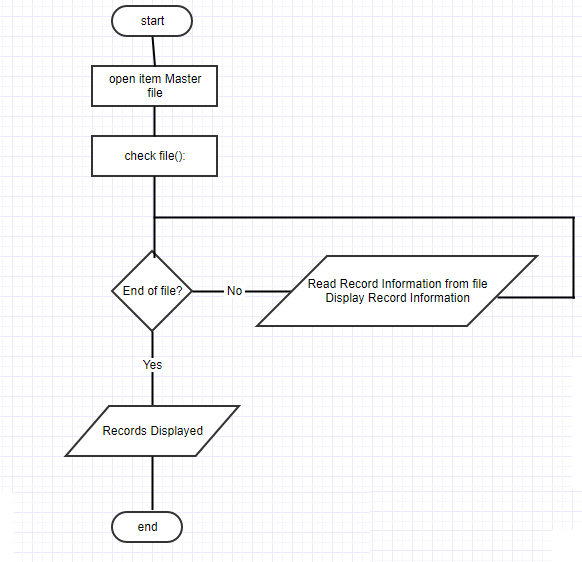 start
open item Master
file
check file():
End of file?
No
Read Record Information from file
Display Record Information
Yes
Records Displayed
end